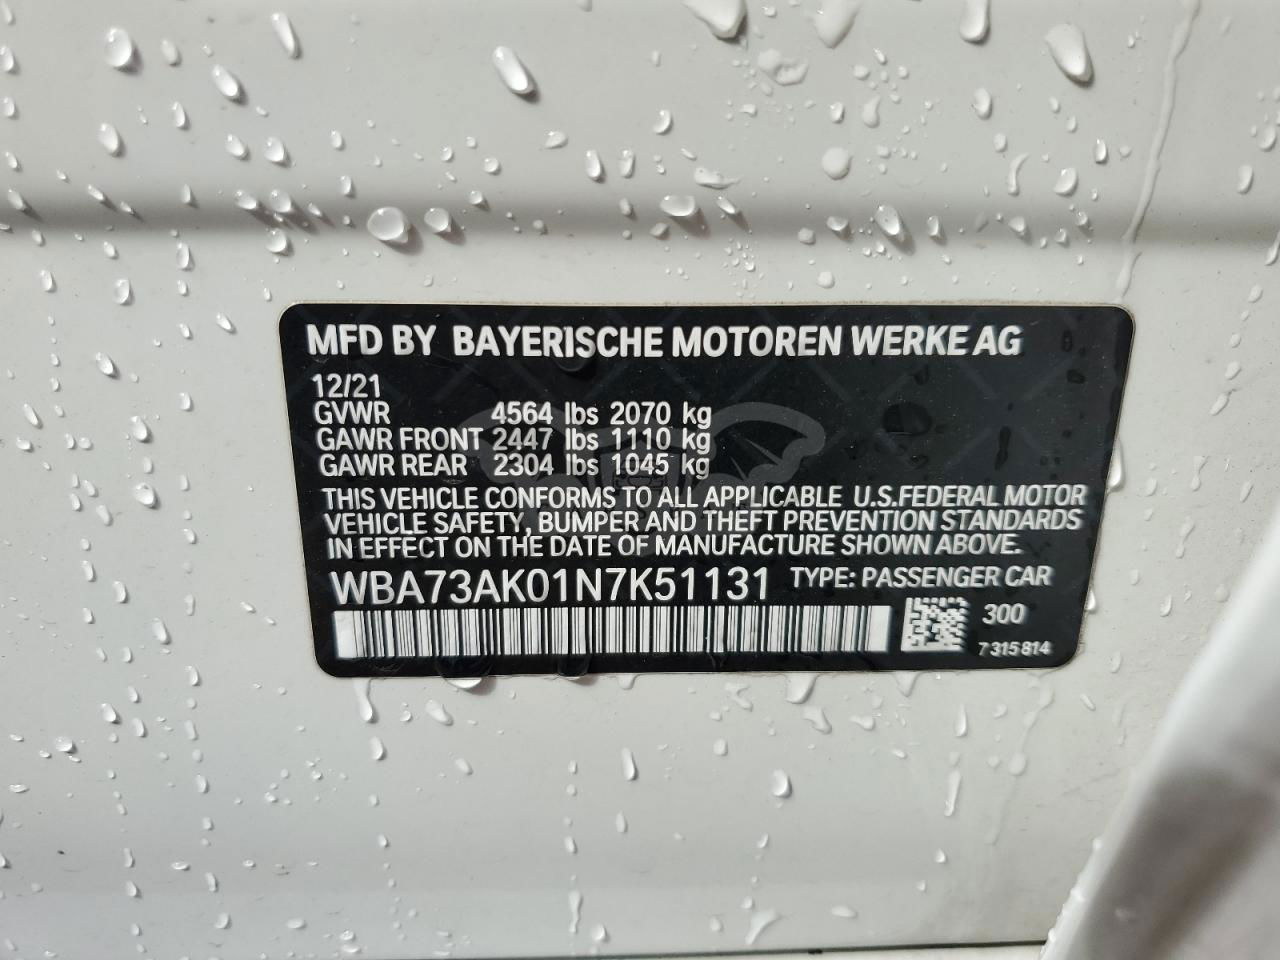 MFD BY BAYERISCHE MOTOREN WERKE AG
12/21
GVWR 4564 lbs 2070 kg
GAWR FRONT 2447 lbs 1110 kg
GAWR REAR 2304 lbs 1045 kg
THIS VEHICLE CONFORMS TO ALL APPLICABLE U.S.FEDERAL MOTOR
VEHICLE SAFETY, BUMPER AND THEFT PREVENTION STANDARDS
IN EFFECT ON THE DATE OF MANUFACTURE SHOWN ABOVE.
WBA73AK01N7K51131 TYPE: PASSENGER CAR
300
7 315 814